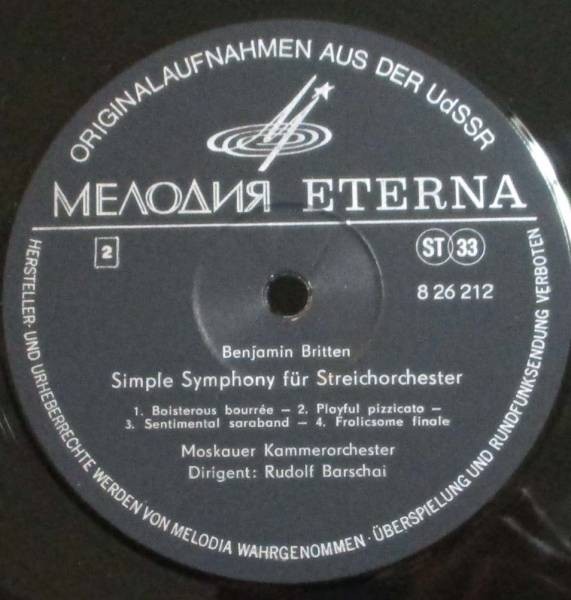 ORIGINALAUFNAHMEN AUS DER UdSSR
МЕЛОДИЯ ETERNA
2
ST 33
8 26 212
Benjamin Britten
Simple Symphony für Streichorchester
1. Boisterous bourrée – 2. Playful pizzicato –
3. Sentimental saraband – 4. Frolicsome finale
Moskauer Kammerorchester
Dirigent: Rudolf Barschai
HERSTELLER- UND URHEBERRECHTE WERDEN VON MELODIA WAHRGENOMMEN · ÜBERSPIELUNG UND RUNDFUNKSENDUNG VERBOTEN